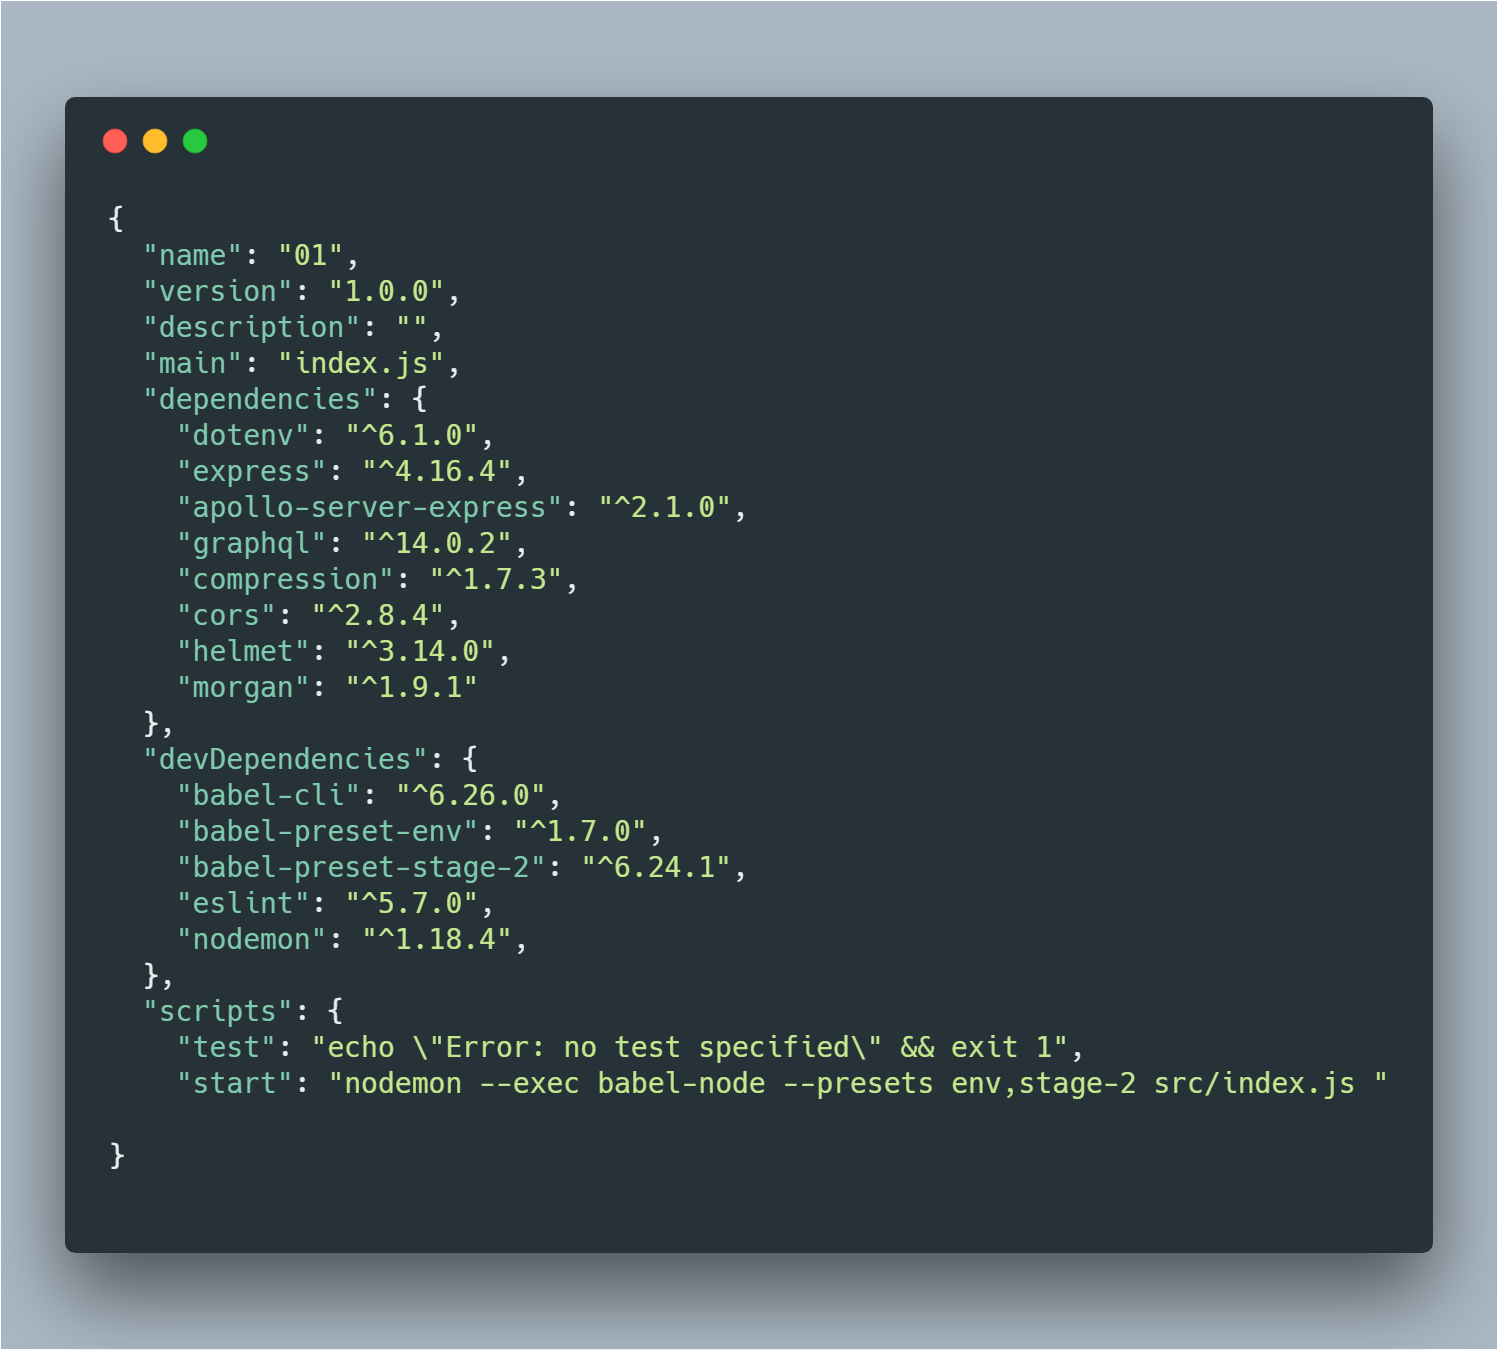 {
  "name": "01",
  "version": "1.0.0",
  "description": "",
  "main": "index.js",
  "dependencies": {
    "dotenv": "^6.1.0",
    "express": "^4.16.4",
    "apollo-server-express": "^2.1.0",
    "graphql": "^14.0.2",
    "compression": "^1.7.3",
    "cors": "^2.8.4",
    "helmet": "^3.14.0",
    "morgan": "^1.9.1"
  },
  "devDependencies": {
    "babel-cli": "^6.26.0",
    "babel-preset-env": "^1.7.0",
    "babel-preset-stage-2": "^6.24.1",
    "eslint": "^5.7.0",
    "nodemon": "^1.18.4",
  },
  "scripts": {
    "test": "echo \"Error: no test specified\" && exit 1",
    "start": "nodemon --exec babel-node --presets env,stage-2 src/index.js "

}